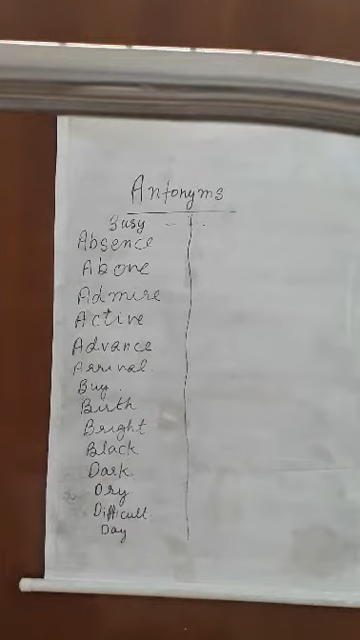 Antonyms
Busy
Absence
Above
Admire
Active
Advance
Arrival
Buy
Birth
Bright
Black
Dark
Dry
Difficult
Day